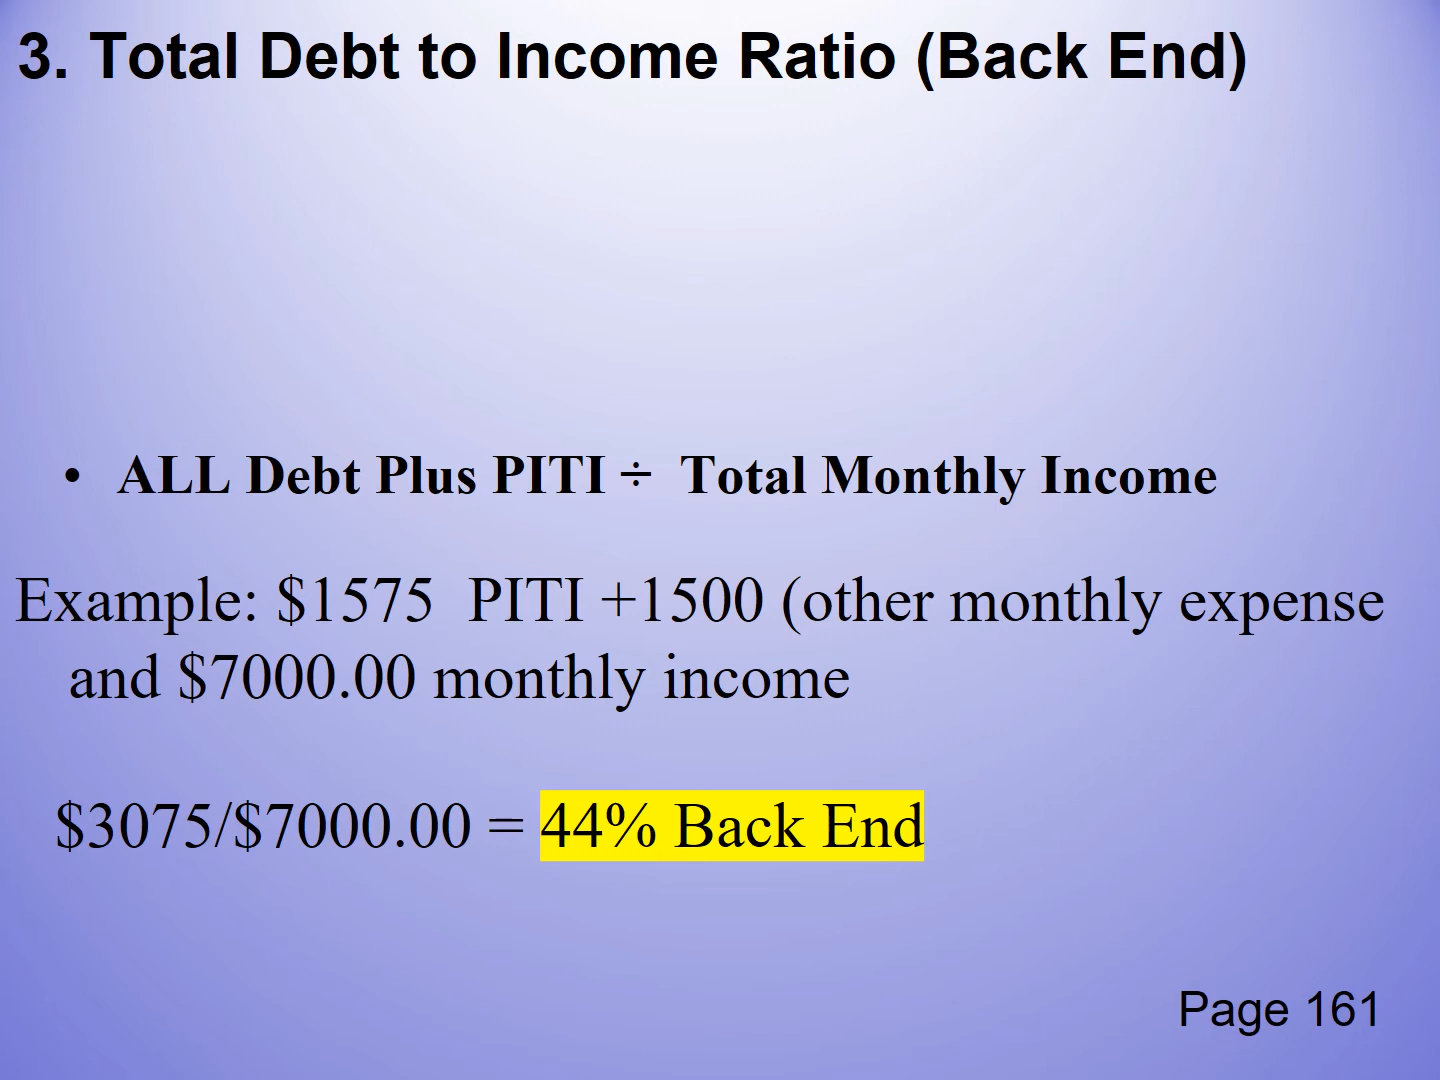 3. Total Debt to Income Ratio (Back End)
• ALL Debt Plus PITI ÷ Total Monthly Income
Example: $1575 PITI +1500 (other monthly expense
and $7000.00 monthly income
$3075/$7000.00 = 44% Back End
Page 161